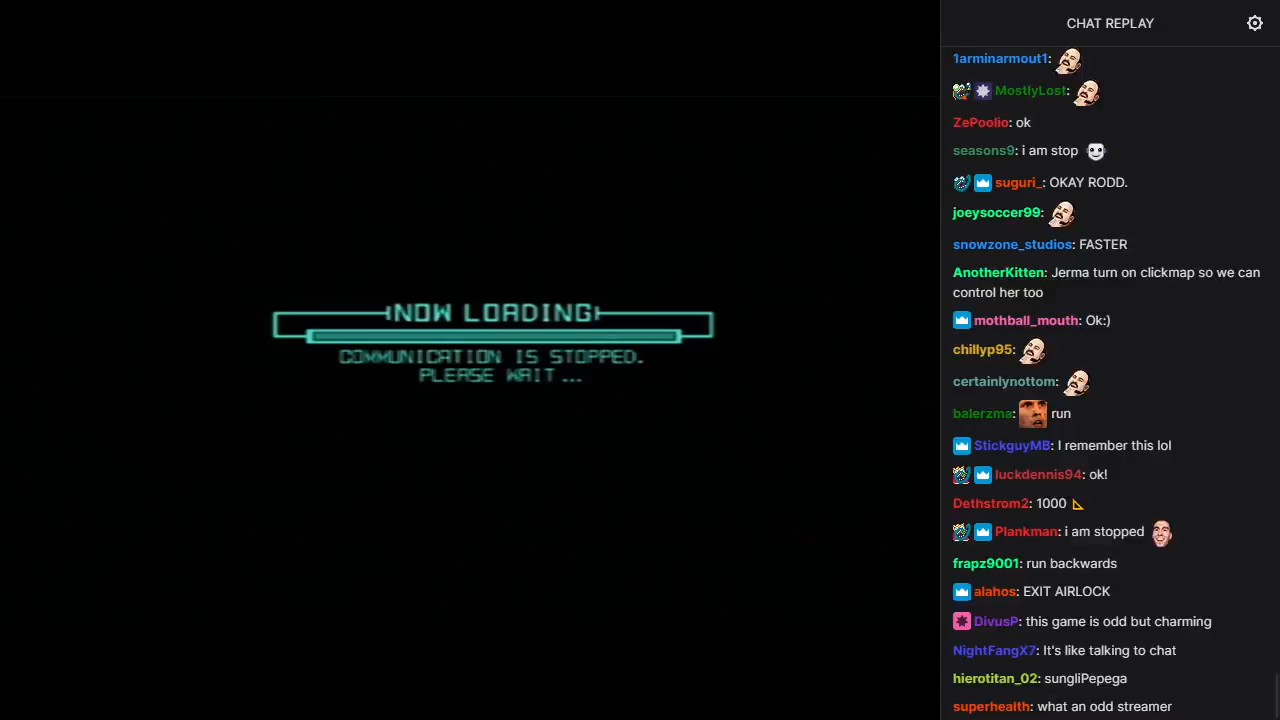 NOW LOADING
COMMUNICATION IS STOPPED.
PLEASE WAIT...
CHAT REPLAY
1arminarmout1:
MostlyLost:
ZePoolio: ok
seasons9: i am stop
suguri_: OKAY RODD.
joeysoccer99:
snowzone_studios: FASTER
AnotherKitten: Jerma turn on clickmap so we can
control her too
mothball_mouth: Ok:)
chillyp95:
certainlynottom:
balerzma: run
StickguyMB: I remember this lol
luckdennis94: ok!
Dethstrom2: 1000
Plankman: i am stopped
frapz9001: run backwards
alahos: EXIT AIRLOCK
DivusP: this game is odd but charming
NightFangX7: It's like talking to chat
hierotitan_02: sungliPepega
superhealth: what an odd streamer